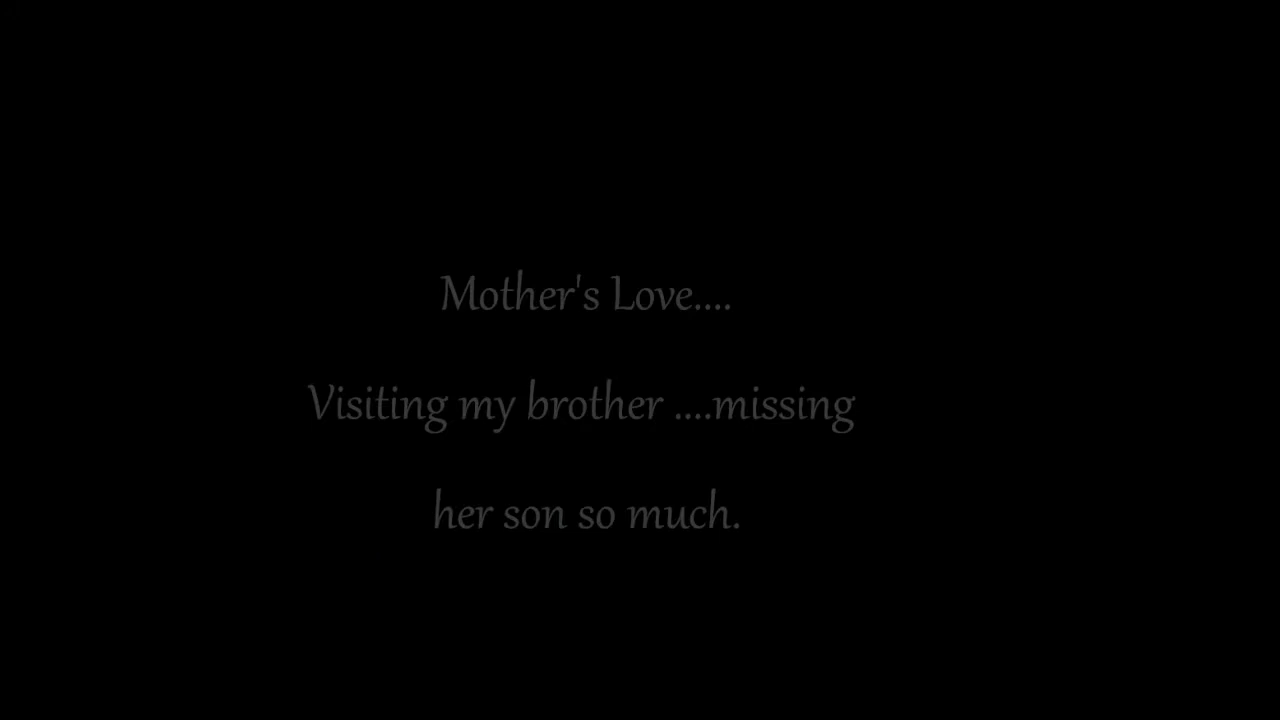 Mother's Love....
Visiting my brother ....missing
her son so much.